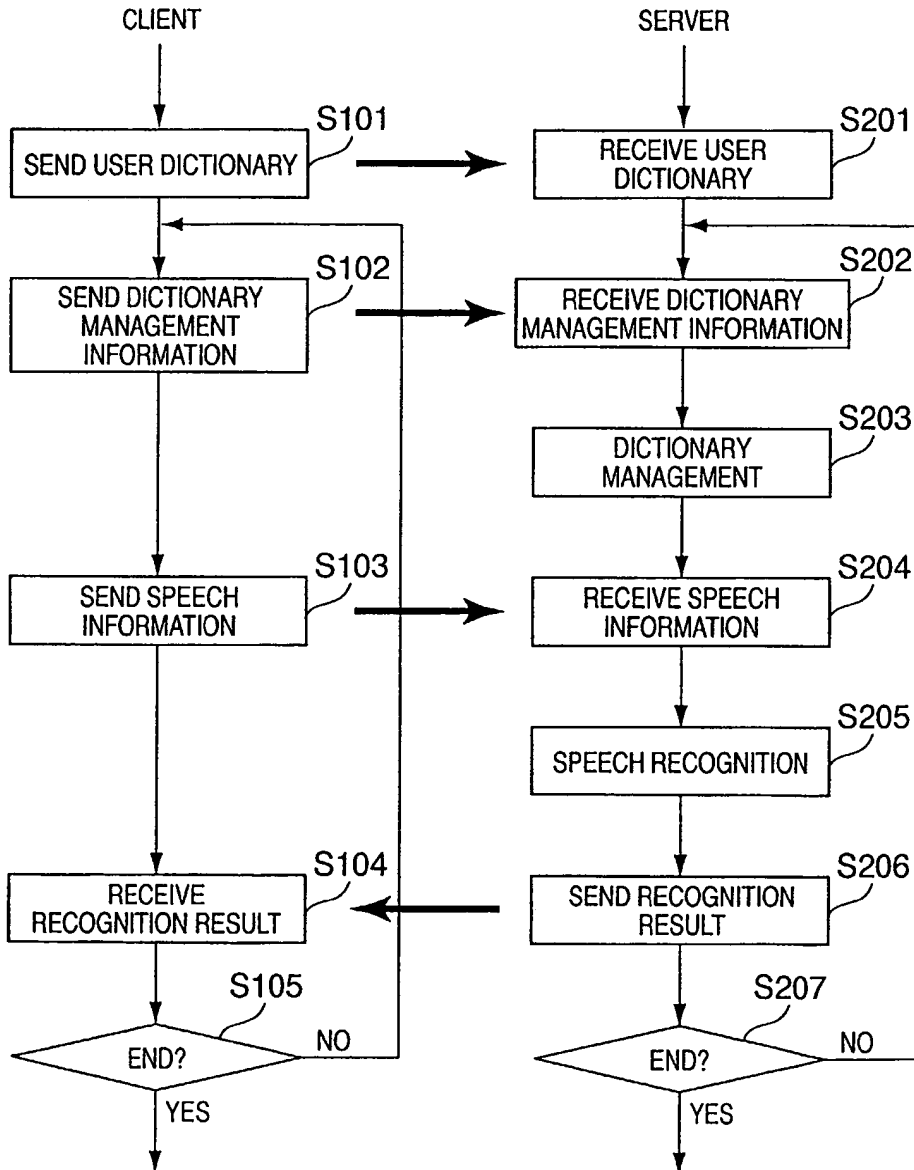 CLIENT
SERVER
S101
SEND USER DICTIONARY
S201
RECEIVE USER
DICTIONARY
S102
SEND DICTIONARY
MANAGEMENT
INFORMATION
S202
RECEIVE DICTIONARY
MANAGEMENT INFORMATION
S203
DICTIONARY
MANAGEMENT
S103
SEND SPEECH
INFORMATION
S204
RECEIVE SPEECH
INFORMATION
S205
SPEECH RECOGNITION
S104
RECEIVE
RECOGNITION RESULT
S206
SEND RECOGNITION
RESULT
S105
END?
NO
YES
S207
END?
NO
YES